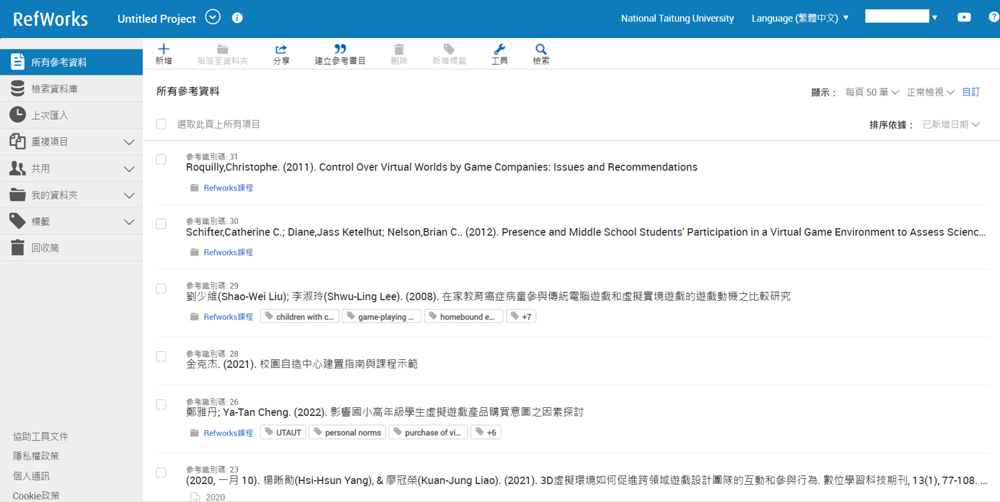 RefWorks Untitled Project National Taitung University Language (繁體中文)
新增 指派至資料夾 分享 建立參考書目 刪除 新增標籤 工具 檢索
所有參考資料
檢索資料庫
上次匯入
重複項目
共用
我的資料夾
標籤
回收筒
協助工具文件
隱私權政策
個人通訊
Cookie政策
所有參考資料
顯示： 每頁 50 筆 正常檢視 自訂
選取此頁上所有項目
排序依據： 已新增日期
參考識別碼: 31
Roquilly,Christophe. (2011). Control Over Virtual Worlds by Game Companies: Issues and Recommendations
Refworks課程
參考識別碼: 30
Schifter,Catherine C.; Diane,Jass Ketelhut; Nelson,Brian C.. (2012). Presence and Middle School Students' Participation in a Virtual Game Environment to Assess Scienc...
Refworks課程
參考識別碼: 29
劉少維(Shao-Wei Liu); 李淑玲(Shwu-Ling Lee). (2008). 在家教育癌症病童參與傳統電腦遊戲和虛擬實境遊戲的遊戲動機之比較研究
Refworks課程 children with c... game-playing ... homebound e... +7
參考識別碼: 28
金克杰. (2021). 校園自造中心建置指南與課程示範
參考識別碼: 26
鄭雅丹; Ya-Tan Cheng. (2022). 影響國小高年級學生虛擬遊戲產品購買意圖之因素探討
Refworks課程 UTAUT personal norms purchase of vi... +6
參考識別碼: 23
(2020, 一月 10). 楊晰勛(Hsi-Hsun Yang), & 廖冠榮(Kuan-Jung Liao). (2021). 3D虛擬環境如何促進跨領域遊戲設計團隊的互動和參與行為. 數位學習科技期刊, 13(1), 77-108. ...
2020